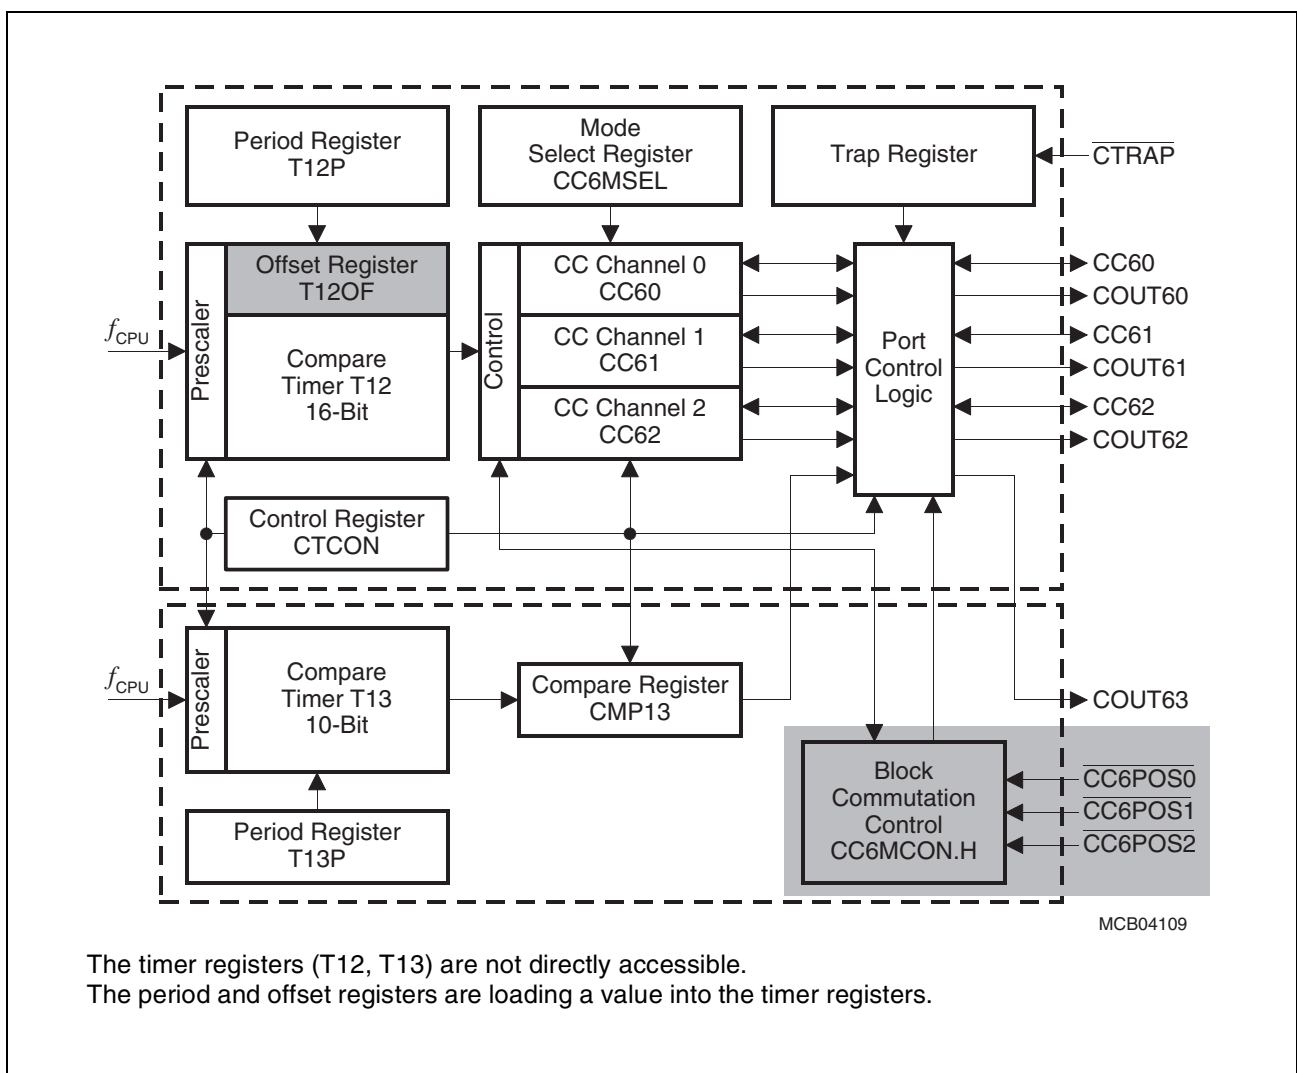 Period Register
T12P
Mode
Select Register
CC6MSEL
Trap Register
CTRAP
Prescaler
Offset Register
T12OF
Compare
Timer T12
16-Bit
fCPU
Control
CC Channel 0
CC60
CC Channel 1
CC61
CC Channel 2
CC62
Port
Control
Logic
CC60
COUT60
CC61
COUT61
CC62
COUT62
Control Register
CTCON
fCPU
Prescaler
Compare
Timer T13
10-Bit
Compare Register
CMP13
COUT63
Period Register
T13P
Block
Commutation
Control
CC6MCON.H
CC6POS0
CC6POS1
CC6POS2
MCB04109
The timer registers (T12, T13) are not directly accessible.
The period and offset registers are loading a value into the timer registers.